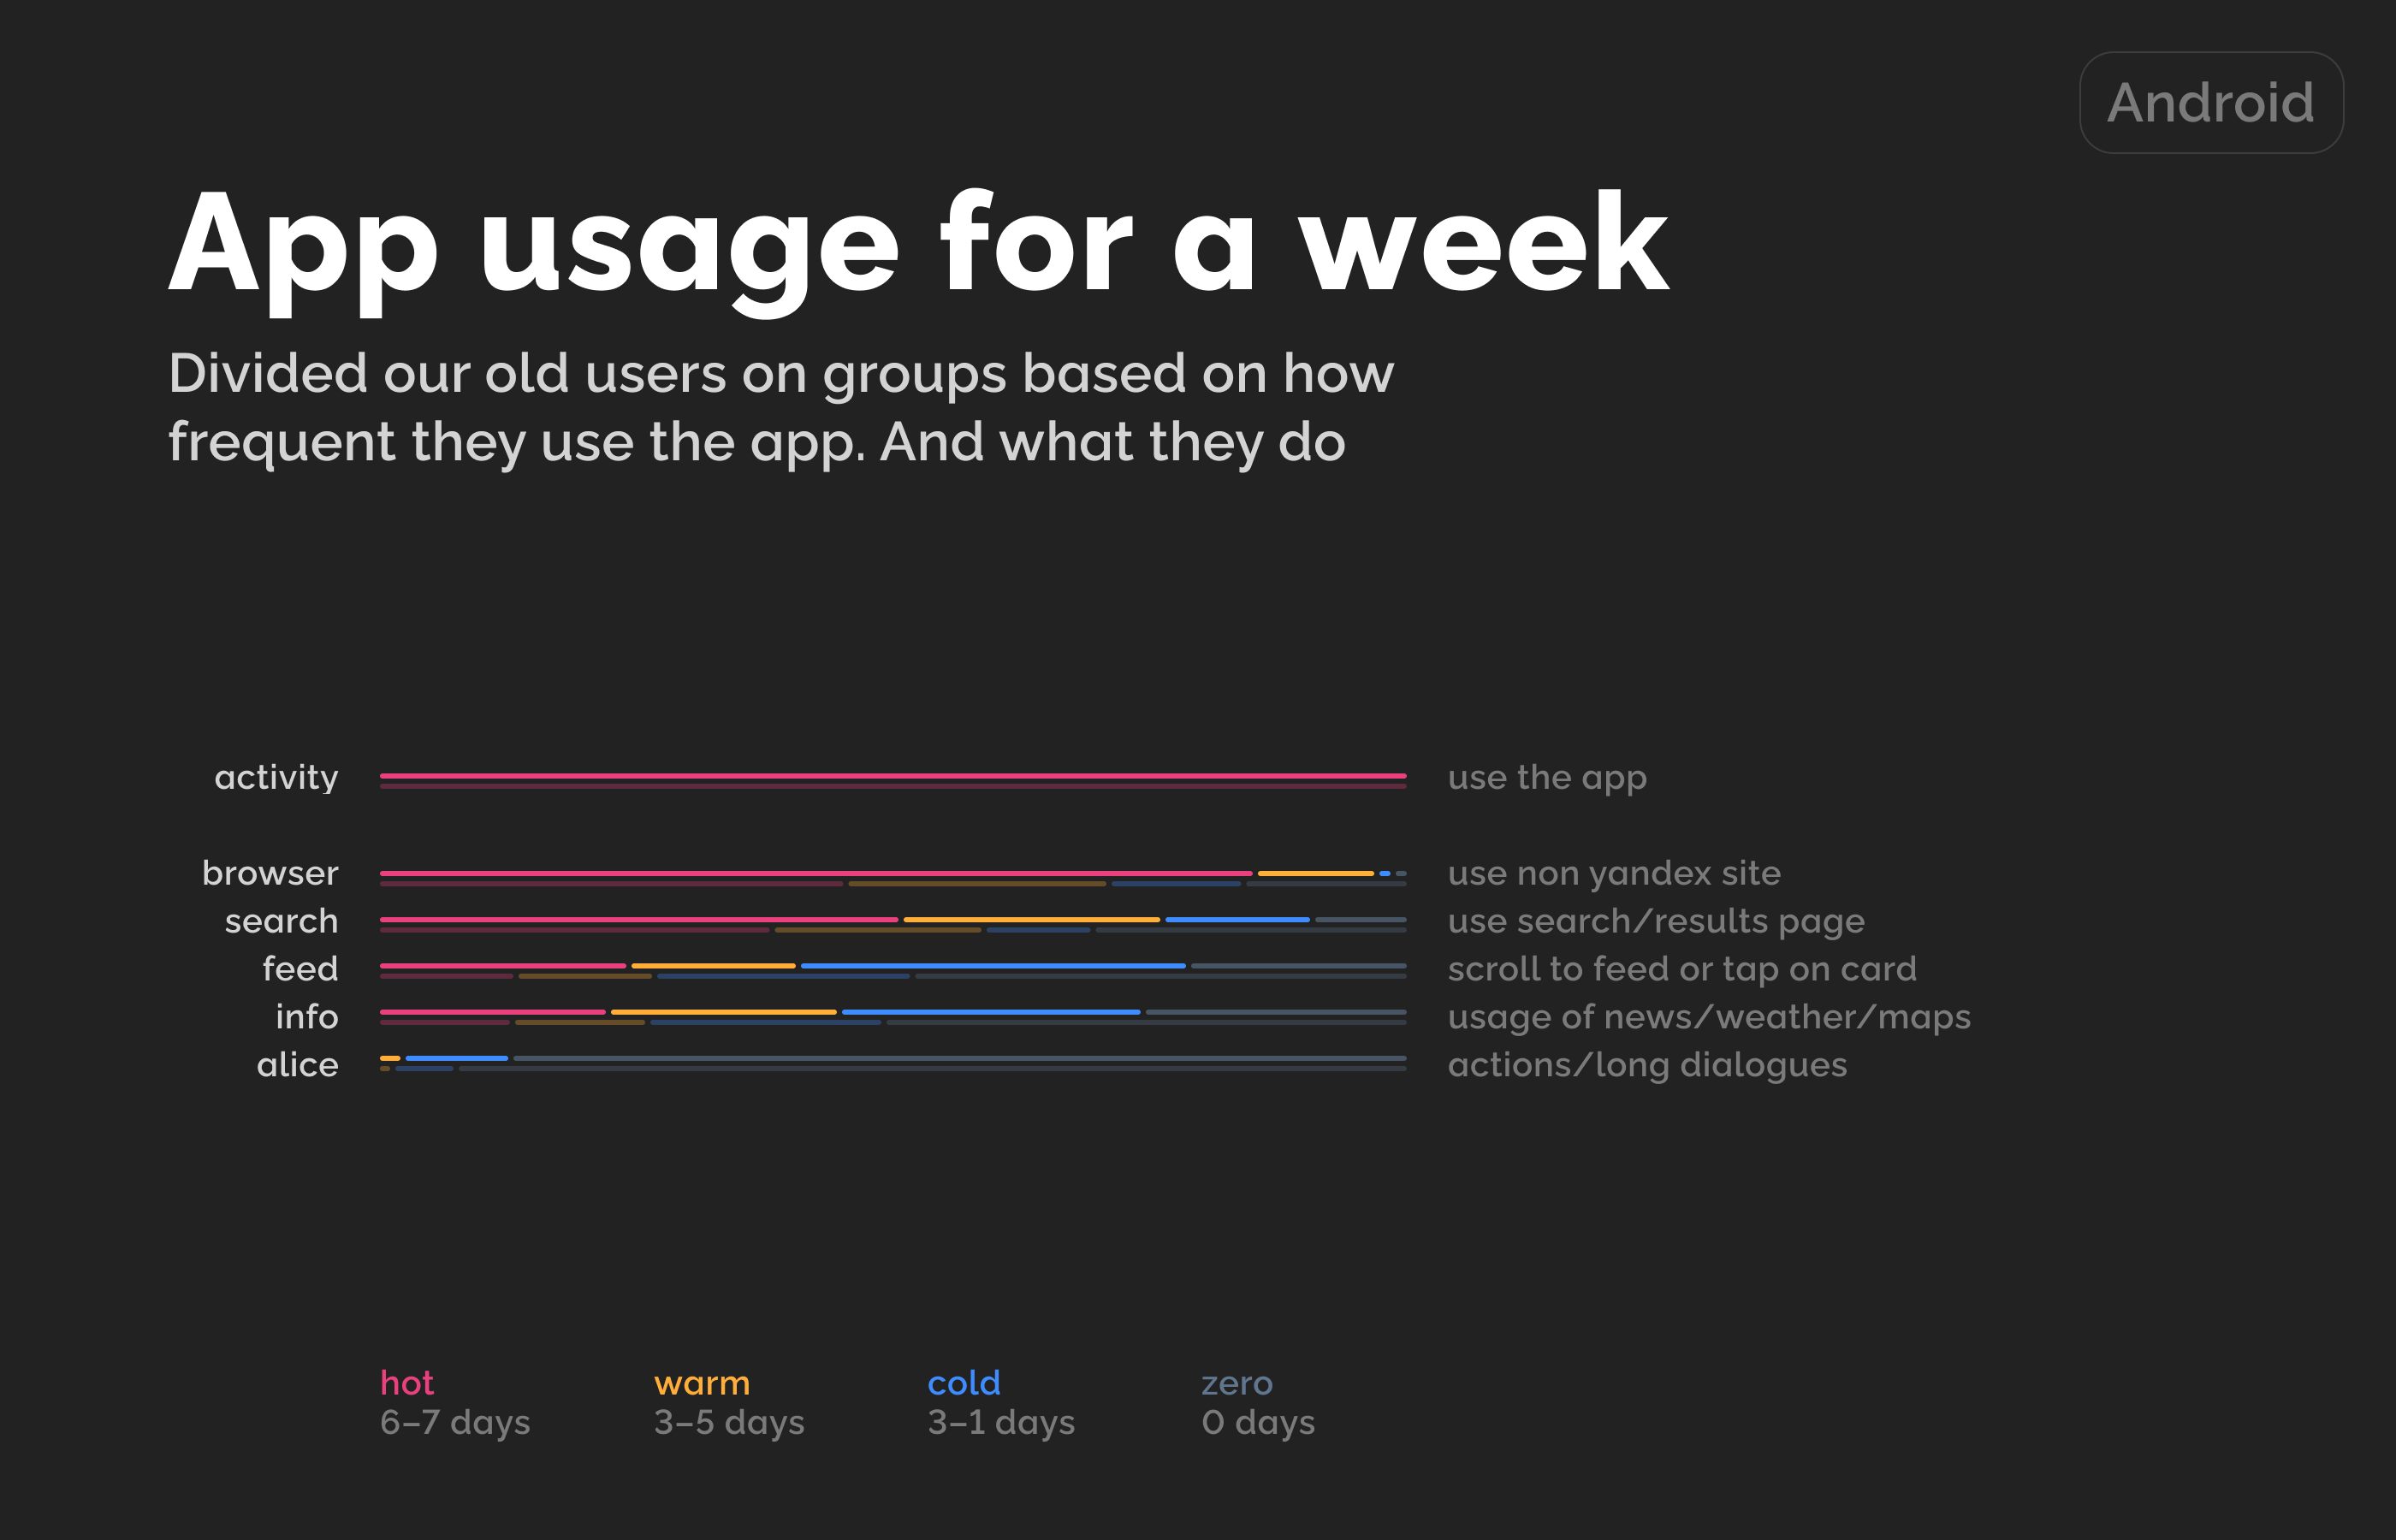 Android
App usage for a week
Divided our old users on groups based on how
frequent they use the app. And what they do
activity use the app
browser use non yandex site
search use search/results page
feed scroll to feed or tap on card
info usage of news/weather/maps
alice actions/long dialogues
hot warm cold zero
6–7 days 3–5 days 3–1 days 0 days